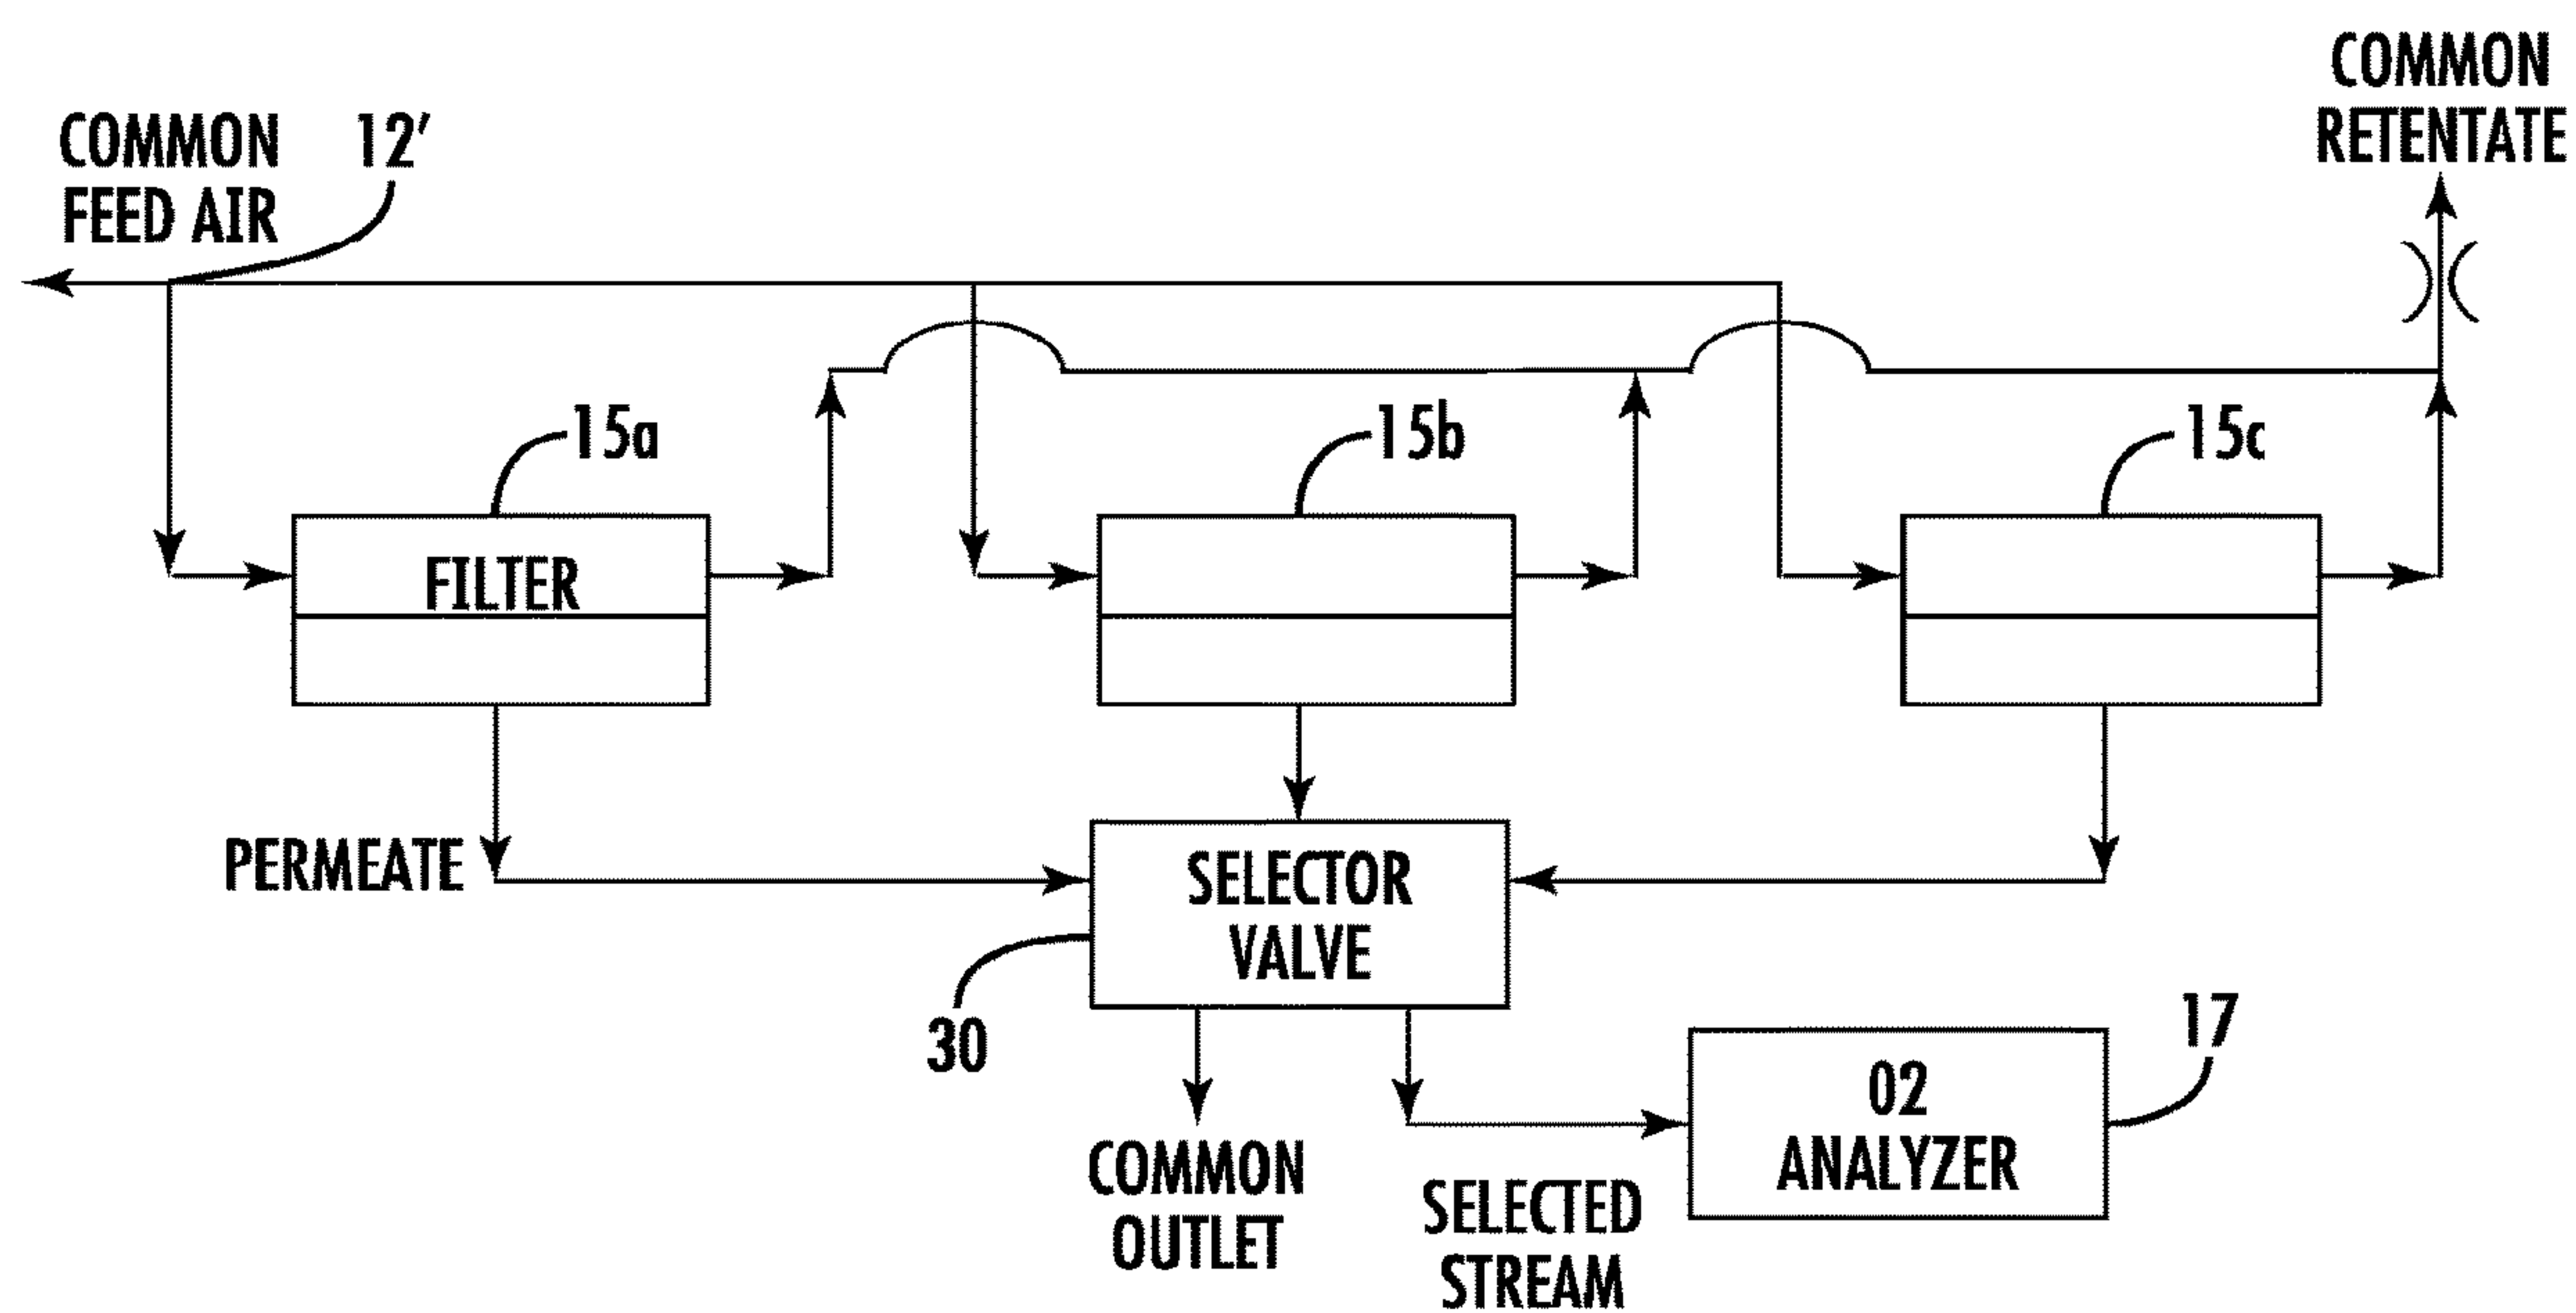 COMMON
RETENTATE
COMMON
FEED AIR
12′
15a
15b
15c
FILTER
PERMEATE
SELECTOR
VALVE
30
17
02
ANALYZER
COMMON
OUTLET
SELECTED
STREAM